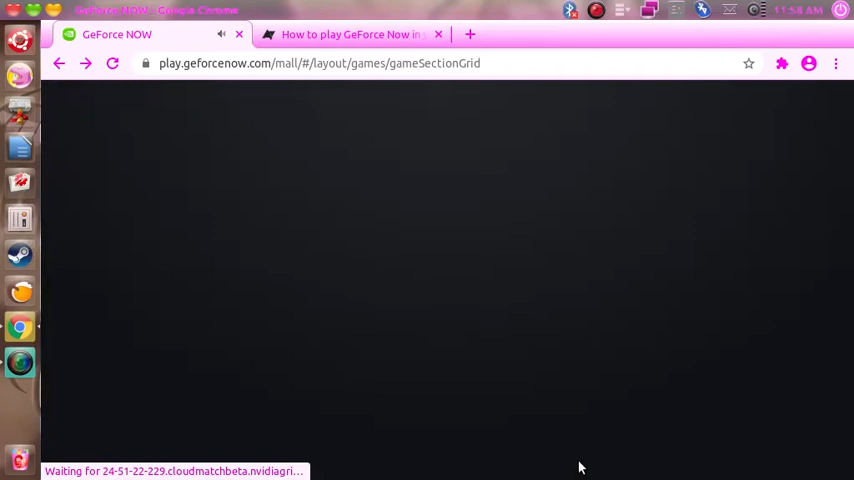 GeForce NOW - Google Chrome
11:58 AM
GeForce NOW
How to play GeForce Now in
play.geforcenow.com/mall/#/layout/games/gameSectionGrid
Waiting for 24-51-22-229.cloudmatchbeta.nvidiagri...